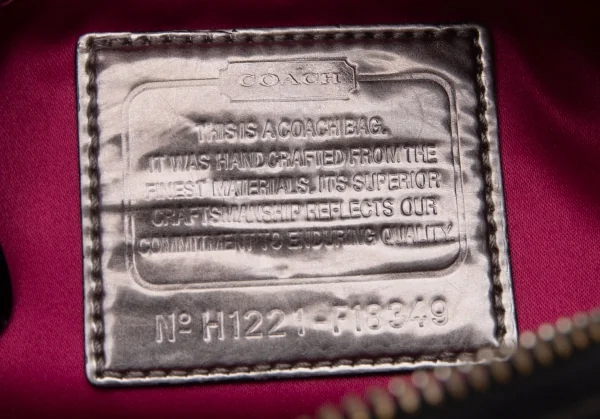 COACH
THIS IS A COACH BAG.
IT WAS HANDCRAFTED FROM THE
FINEST MATERIALS. ITS SUPERIOR
CRAFTSMANSHIP REFLECTS OUR
COMMITMENT TO ENDURING QUALITY.
Nº H1221-F18349